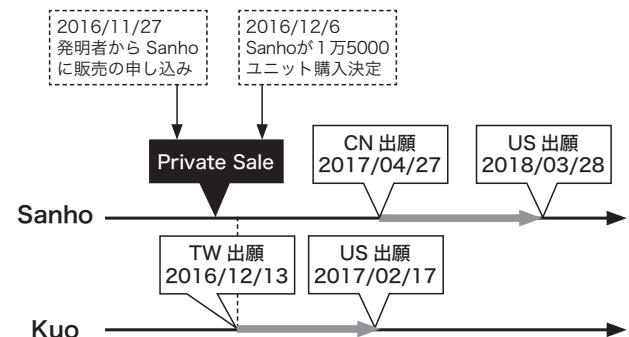 2016/11/27
発明者から Sanho
に販売の申し込み
2016/12/6
Sanhoが１万5000
ユニット購入決定
Private Sale
CN 出願
2017/04/27
US 出願
2018/03/28
Sanho
TW 出願
2016/12/13
US 出願
2017/02/17
Kuo